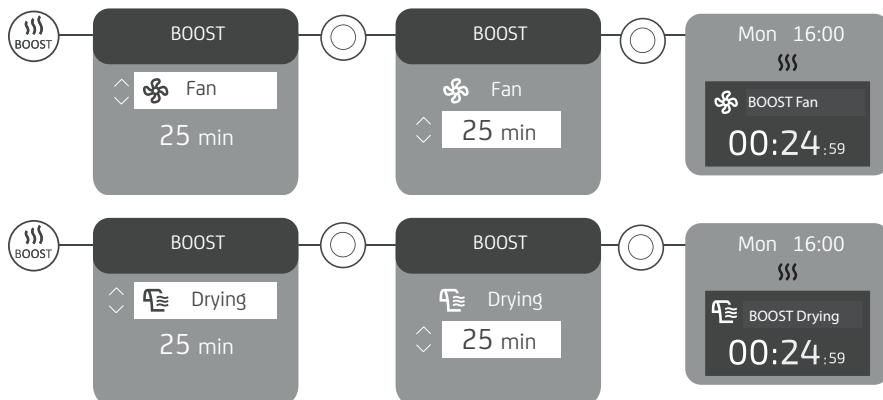 BOOST
BOOST
Fan
25 min
BOOST
Fan
25 min
Mon 16:00
BOOST Fan
00:24:59
BOOST
BOOST
Drying
25 min
BOOST
Drying
25 min
Mon 16:00
BOOST Drying
00:24:59